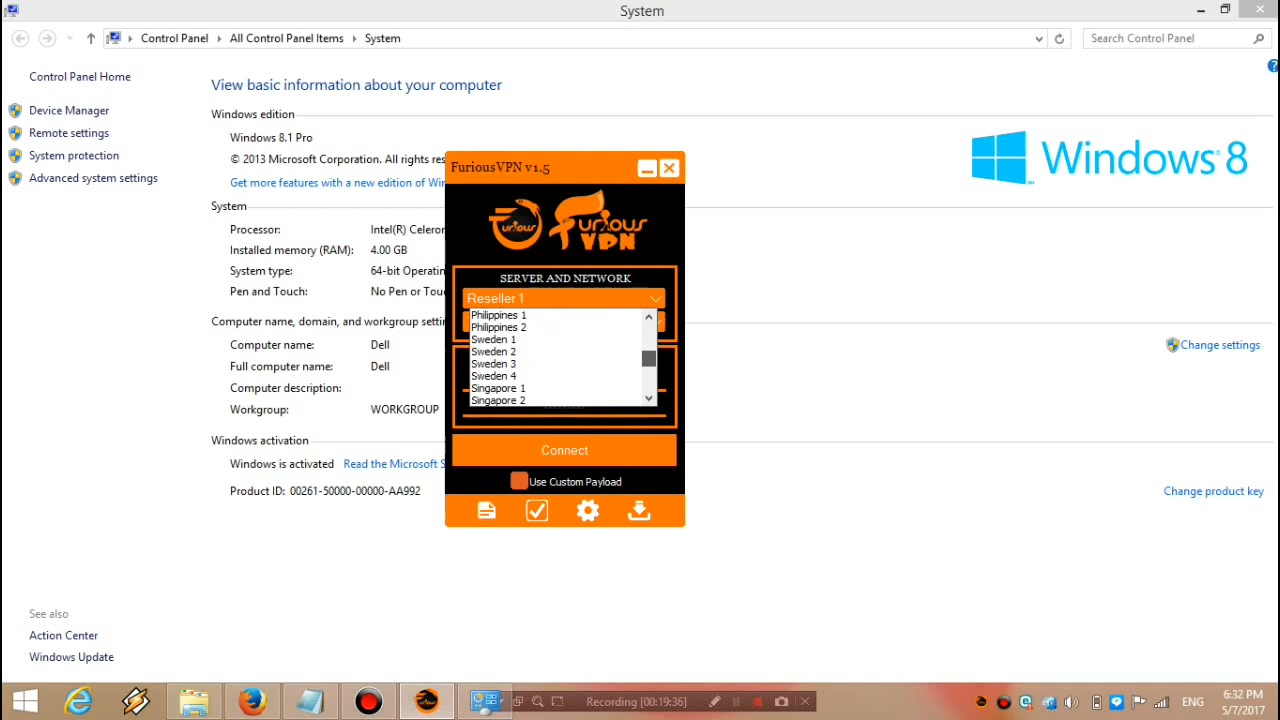 System
Control Panel
All Control Panel Items
System
Search Control Panel
Control Panel Home
Device Manager
Remote settings
System protection
Advanced system settings
View basic information about your computer
Windows edition
Windows 8.1 Pro
© 2013 Microsoft Corporation. All rights
Get more features with a new edition of
Windows® 8
System
Processor: Intel(R) Celeron
Installed memory (RAM): 4.00 GB
System type: 64-bit
Pen and Touch: No Pen or
Computer name, domain, and workgroup
Computer name: Dell
Full computer name: Dell
Computer description:
Workgroup: WORKGROUP
Change settings
Windows activation
Windows is activated Read the Microsoft
Product ID: 00261-50000-00000-AA992
Change product key
See also
Action Center
Windows Update
FuriousVPN v1.5
Furious
Furious
VPN
SERVER AND NETWORK
Reseller 1
Philippines 1
Philippines 2
Sweden 1
Sweden 2
Sweden 3
Sweden 4
Singapore 1
Singapore 2
Connect
Use Custom Payload
Recording [00:19:36]
ENG
6:32 PM
5/7/2017